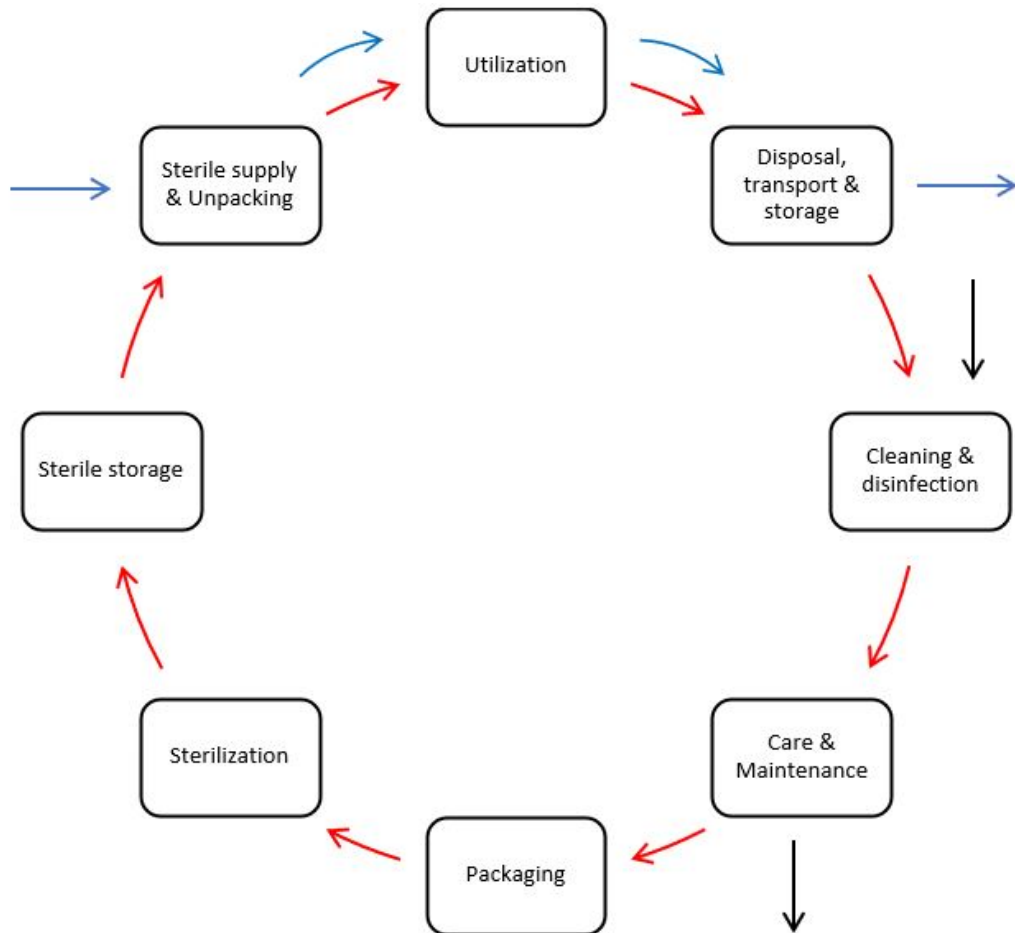 Utilization
Sterile supply
& Unpacking
Disposal,
transport &
storage
Sterile storage
Cleaning &
disinfection
Sterilization
Care &
Maintenance
Packaging